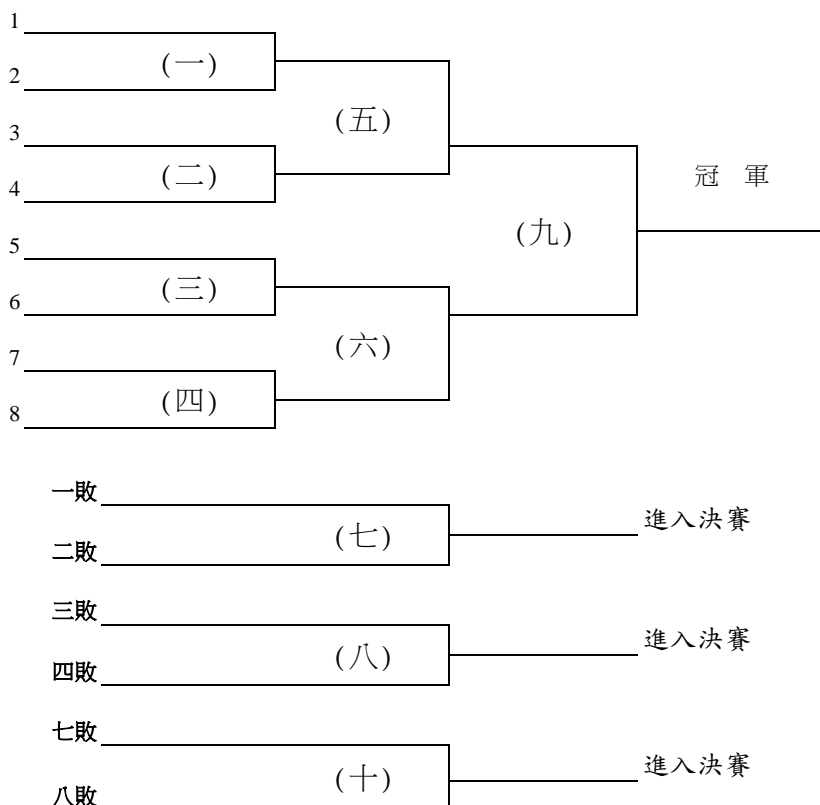 1
(一)
2
(五)
3
(二)
冠 軍
4
(九)
5
(三)
6
(六)
7
(四)
8
一敗
(七)
進入決賽
二敗
三敗
(八)
進入決賽
四敗
七敗
(十)
進入決賽
八敗